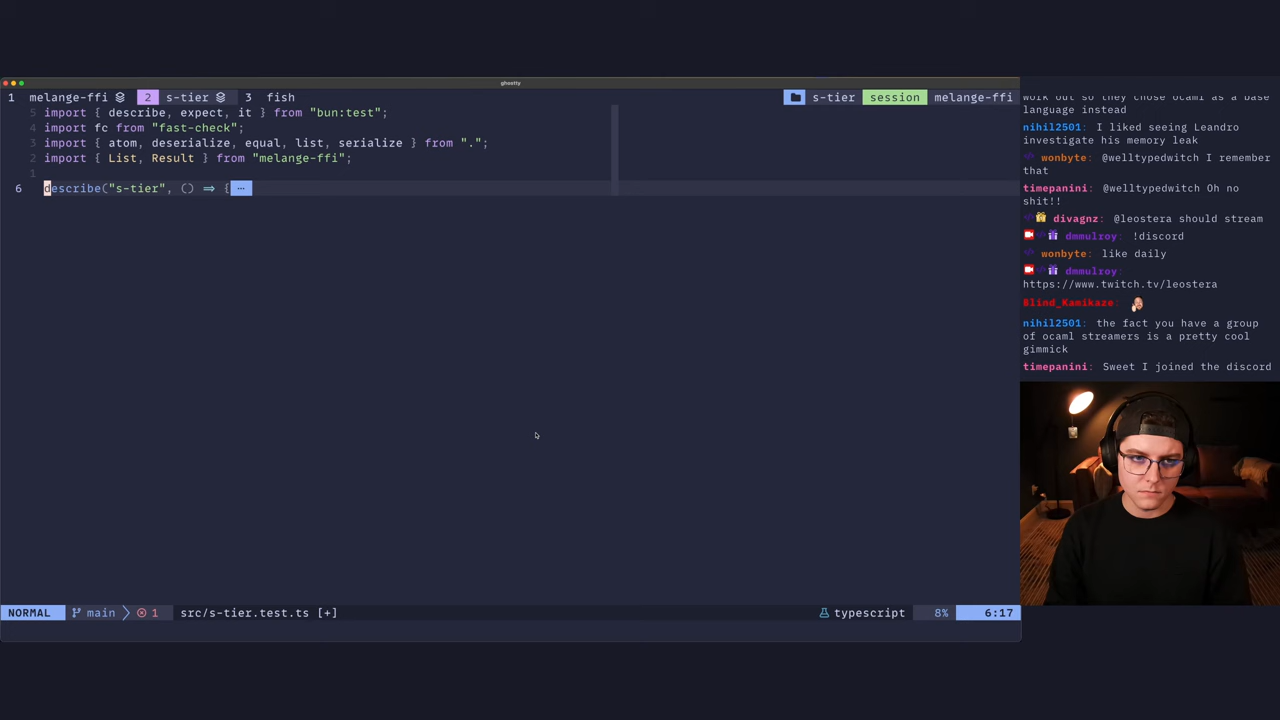 ghostty
1 melange-ffi 2 s-tier 3 fish s-tier session melange-ffi
5 import { describe, expect, it } from "bun:test";
4 import fc from "fast-check";
3 import { atom, deserialize, equal, list, serialize } from ".";
2 import { List, Result } from "melange-ffi";
1
6 describe("s-tier", () => { ...
NORMAL main 1 src/s-tier.test.ts [+] typescript 8% 6:17
work out so they chose ocaml as a base
language instead
nihil2501: I liked seeing Leandro
investigate his memory leak
wonbyte: @welltypedwitch I remember
that
timepanini: @welltypedwitch Oh no
shit!!
divagnz: @leostera should stream
dmmulroy: !discord
wonbyte: like daily
dmmulroy:
https://www.twitch.tv/leostera
Blind_Kamikaze:
nihil2501: the fact you have a group
of ocaml streamers is a pretty cool
gimmick
timepanini: Sweet I joined the discord